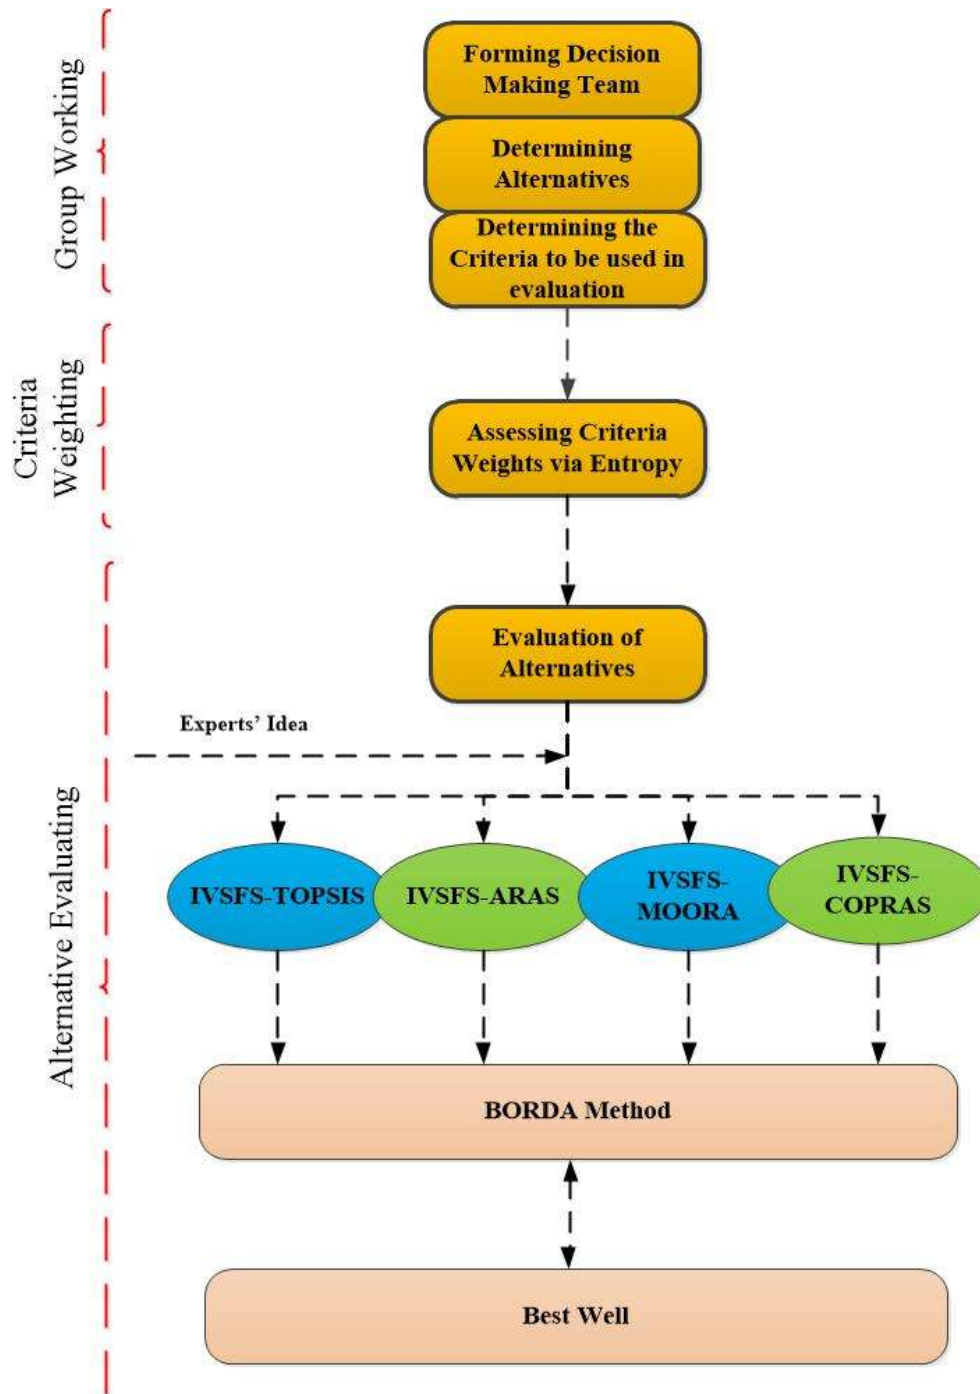 Group Working
Forming Decision
Making Team
Determining
Alternatives
Determining the
Criteria to be used in
evaluation
Criteria
Weighting
Assessing Criteria
Weights via Entropy
Alternative Evaluating
Evaluation of
Alternatives
Experts' Idea
IVSFS-TOPSIS
IVSFS-ARAS
IVSFS-
MOORA
IVSFS-
COPRAS
BORDA Method
Best Well